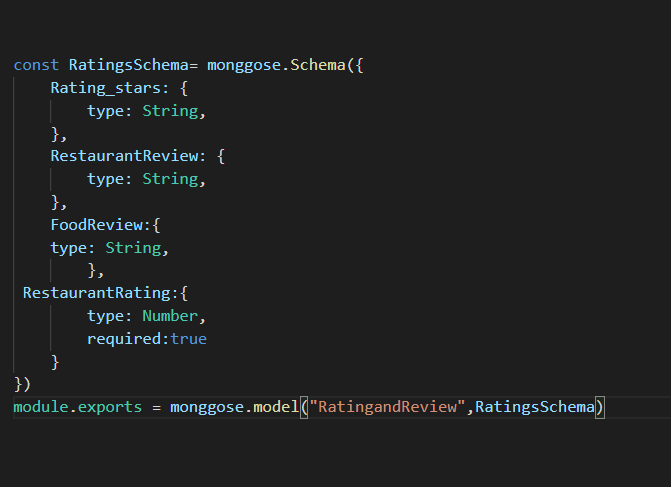 const RatingsSchema= monggose.Schema({
Rating_stars: {
type: String,
},
RestaurantReview: {
type: String,
},
FoodReview:{
type: String,
},
RestaurantRating:{
type: Number,
required:true
}
})
module.exports = monggose.model("RatingandReview",RatingsSchema)